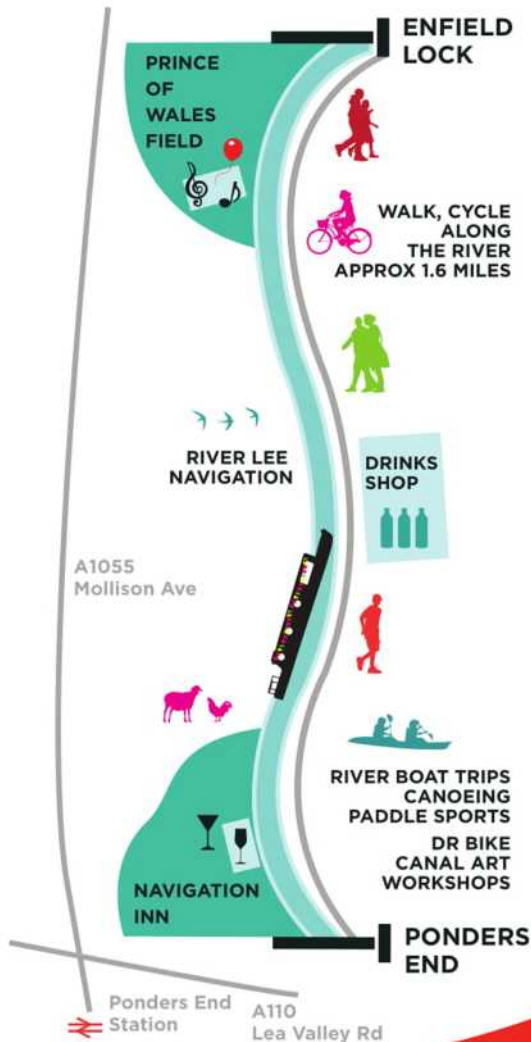 ENFIELD
LOCK
PRINCE
OF
WALES
FIELD
WALK, CYCLE
ALONG
THE RIVER
APPROX 1.6 MILES
RIVER LEE
NAVIGATION
DRINKS
SHOP
A1055
Mollison Ave
RIVER BOAT TRIPS
CANOEING
PADDLE SPORTS
DR BIKE
CANAL ART
WORKSHOPS
NAVIGATION
INN
PONDERS
END
Ponders End
Station
A110
Lea Valley Rd